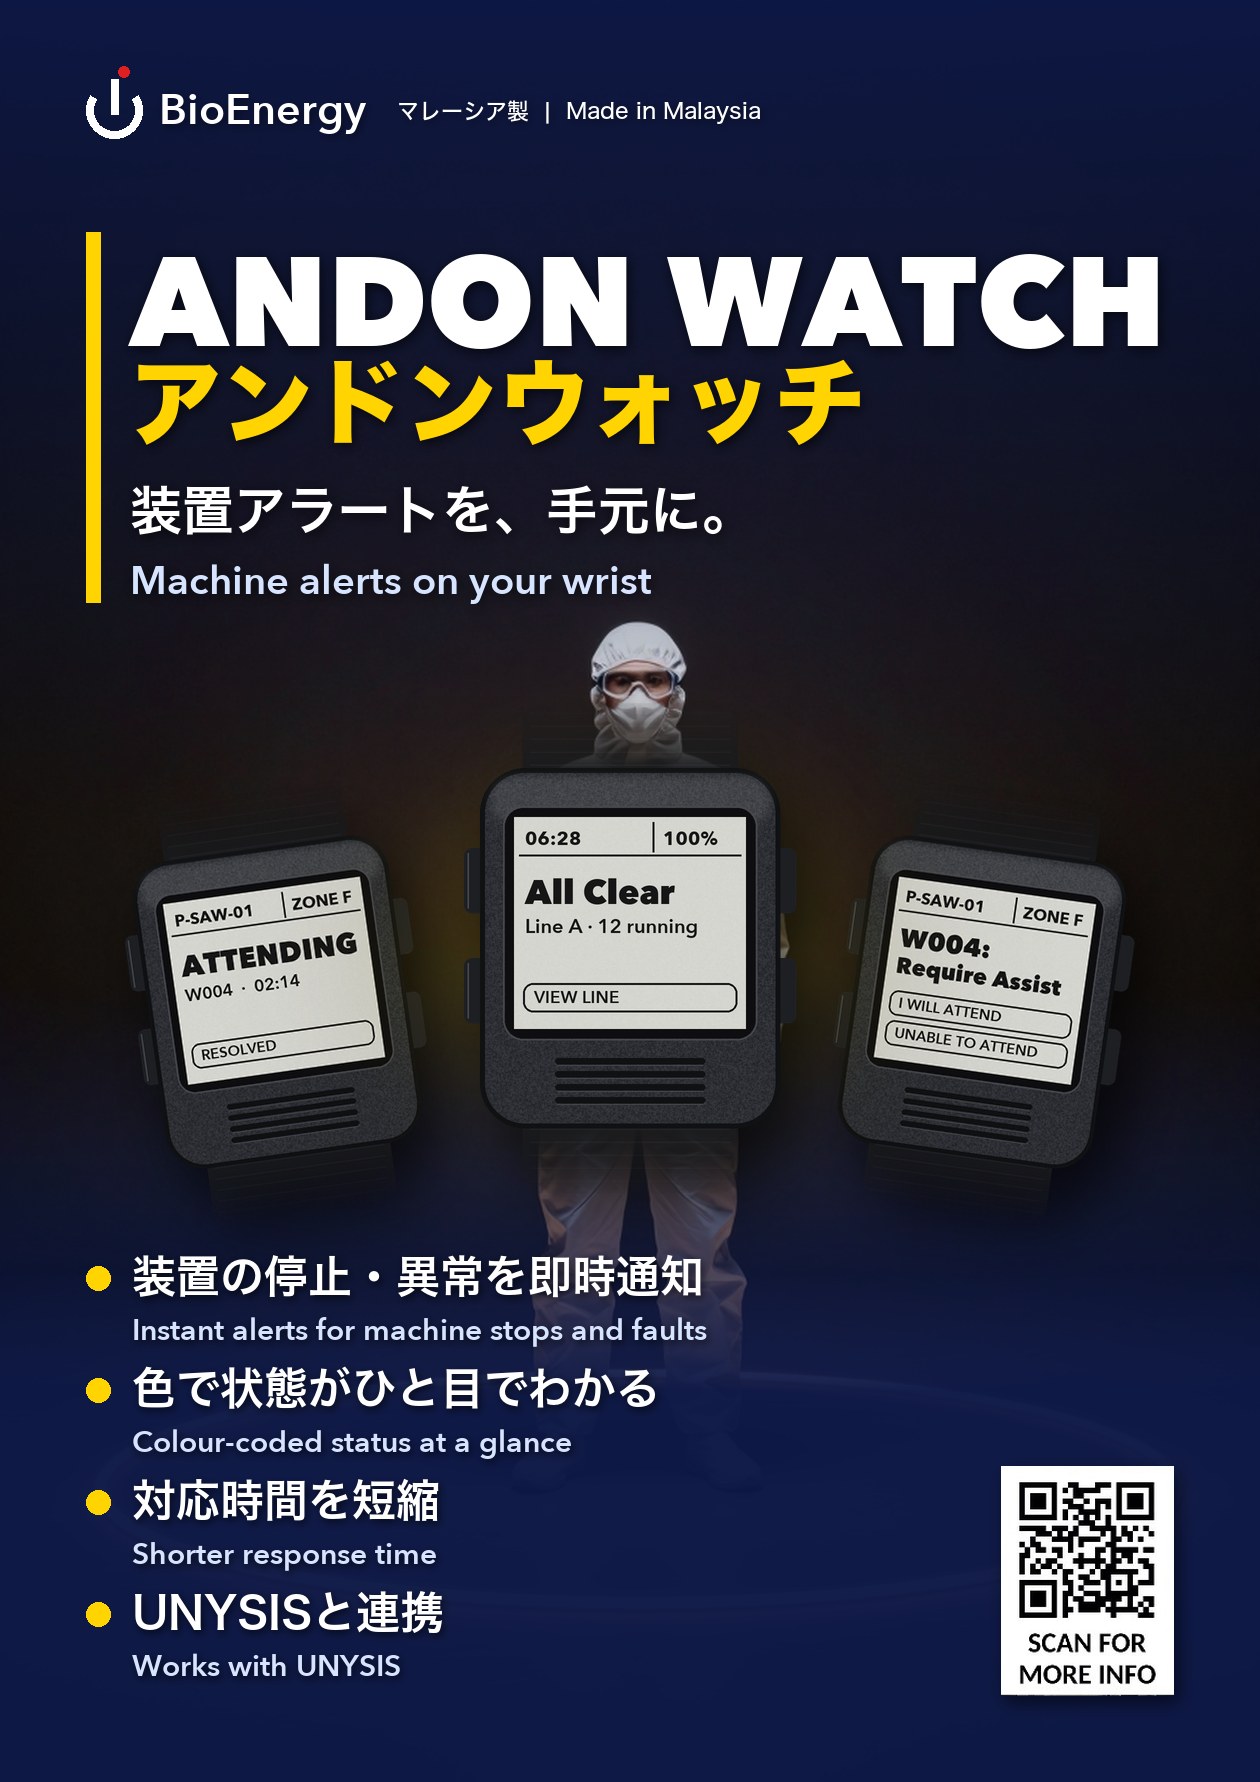 BioEnergy
マレーシア製 | Made in Malaysia
ANDON WATCH
アンドンウォッチ
装置アラートを、手元に。
Machine alerts on your wrist
P-SAW-01 ZONE F
ATTENDING
W004 · 02:14
RESOLVED
06:28 100%
All Clear
Line A · 12 running
VIEW LINE
P-SAW-01 ZONE F
W004:
Require Assist
I WILL ATTEND
UNABLE TO ATTEND
装置の停止・異常を即時通知
Instant alerts for machine stops and faults
色で状態がひと目でわかる
Colour-coded status at a glance
対応時間を短縮
Shorter response time
UNYSISと連携
Works with UNYSIS
SCAN FOR
MORE INFO